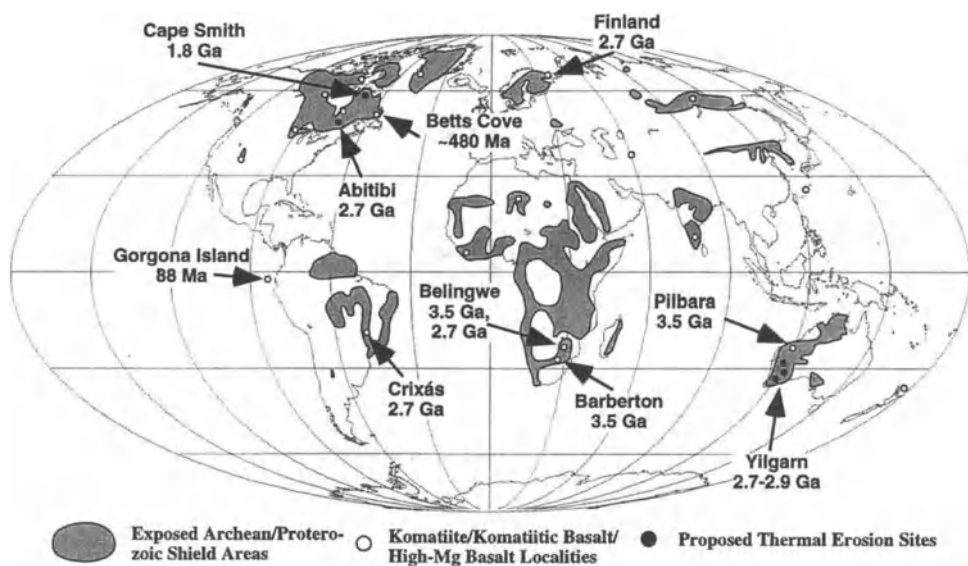 Cape Smith
1.8 Ga
Finland
2.7 Ga
Betts Cove
~480 Ma
Abitibi
2.7 Ga
Gorgona Island
88 Ma
Belingwe
3.5 Ga,
2.7 Ga
Pilbara
3.5 Ga
Crixás
2.7 Ga
Barberton
3.5 Ga
Yilgarn
2.7-2.9 Ga
Exposed Archean/Protero-
zoic Shield Areas
Komatiite/Komatiitic Basalt/
High-Mg Basalt Localities
Proposed Thermal Erosion Sites